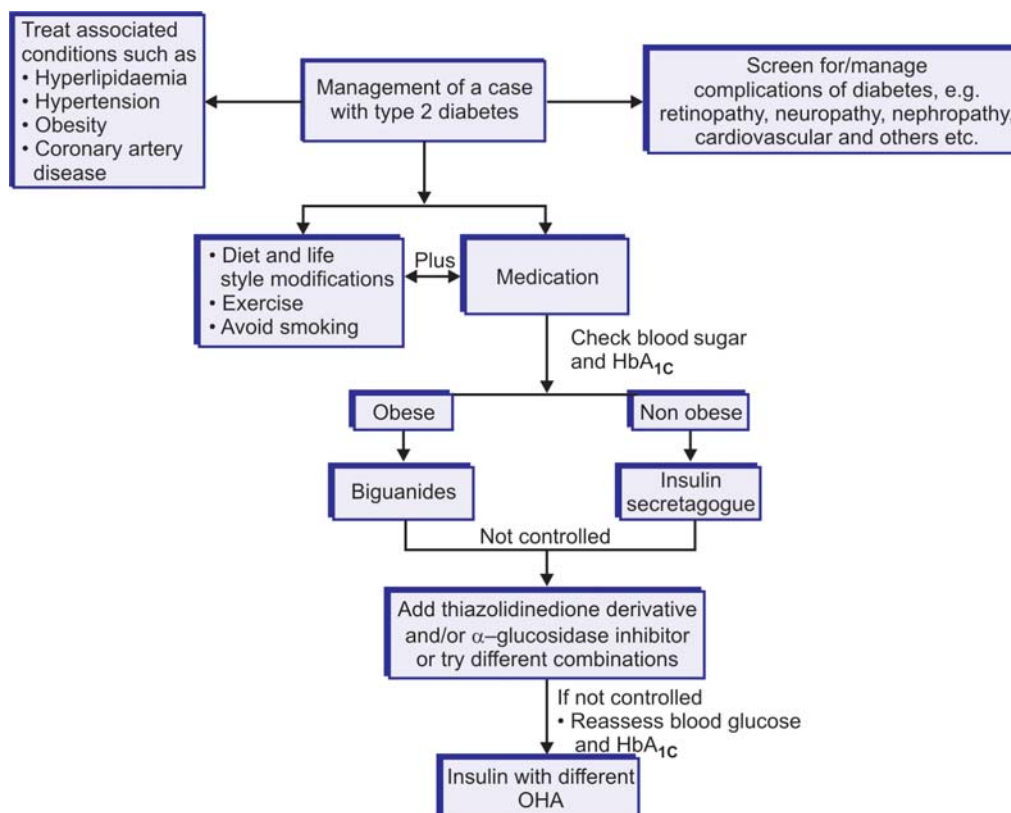 Treat associated
conditions such as
• Hyperlipidaemia
• Hypertension
• Obesity
• Coronary artery
disease
Management of a case
with type 2 diabetes
Screen for/manage
complications of diabetes, e.g.
retinopathy, neuropathy, nephropathy,
cardiovascular and others etc.
• Diet and life
style modifications
• Exercise
• Avoid smoking
Plus
Medication
Check blood sugar
and HbA1C
Obese
Non obese
Biguanides
Insulin
secretagogue
Not controlled
Add thiazolidinedione derivative
and/or α–glucosidase inhibitor
or try different combinations
If not controlled
• Reassess blood glucose
and HbA1C
Insulin with different
OHA